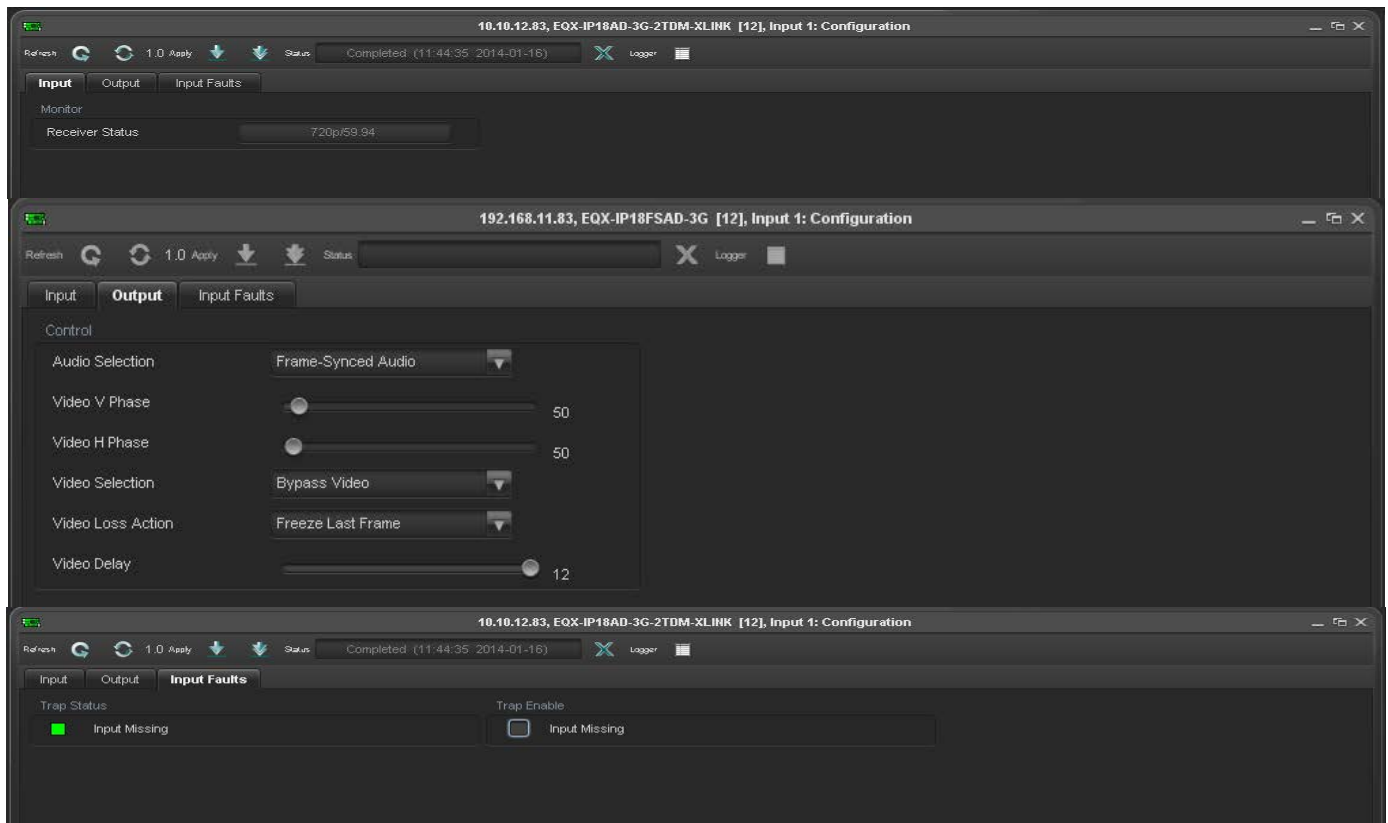 10.10.12.83, EQX-IP18AD-3G-2TDM-XLINK [12], Input 1: Configuration
Refresh 1.0 Apply Status Completed (11:44:35 2014-01-16) Logger
Input Output Input Faults
Monitor
Receiver Status 720p/59.94
192.168.11.83, EQX-IP18FSAD-3G [12], Input 1: Configuration
Refresh 1.0 Apply Status Logger
Input Output Input Faults
Control
Audio Selection Frame-Synced Audio
Video V Phase 50
Video H Phase 50
Video Selection Bypass Video
Video Loss Action Freeze Last Frame
Video Delay 12
10.10.12.83, EQX-IP18AD-3G-2TDM-XLINK [12], Input 1: Configuration
Refresh 1.0 Apply Status Completed (11:44:35 2014-01-16) Logger
Input Output Input Faults
Trap Status Trap Enable
Input Missing Input Missing